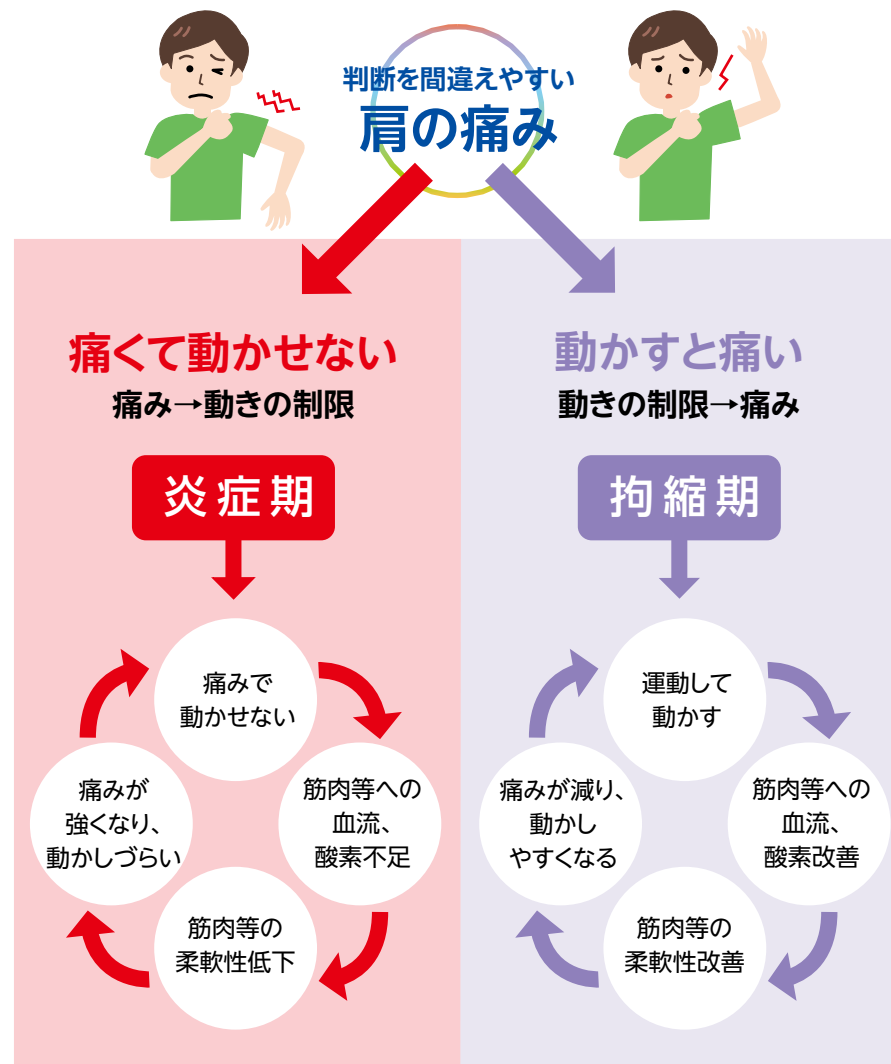 判断を間違えやすい
肩の痛み
痛くて動かせない
痛み→動きの制限
炎症期
痛みで
動かせない
筋肉等への
血流、
酸素不足
筋肉等の
柔軟性低下
痛みが
強くなり、
動かしづらい
動かすと痛い
動きの制限→痛み
拘縮期
運動して
動かす
筋肉等への
血流、
酸素改善
筋肉等の
柔軟性改善
痛みが減り、
動かし
やすくなる